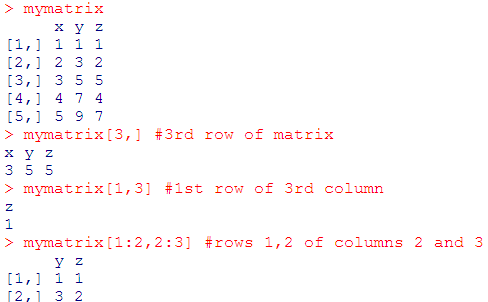 > mymatrix
     x y z
[1,] 1 1 1
[2,] 2 3 2
[3,] 3 5 5
[4,] 4 7 4
[5,] 5 9 7
> mymatrix[3,] #3rd row of matrix
x y z
3 5 5
> mymatrix[1,3] #1st row of 3rd column
z
1
> mymatrix[1:2,2:3] #rows 1,2 of columns 2 and 3
     y z
[1,] 1 1
[2,] 3 2